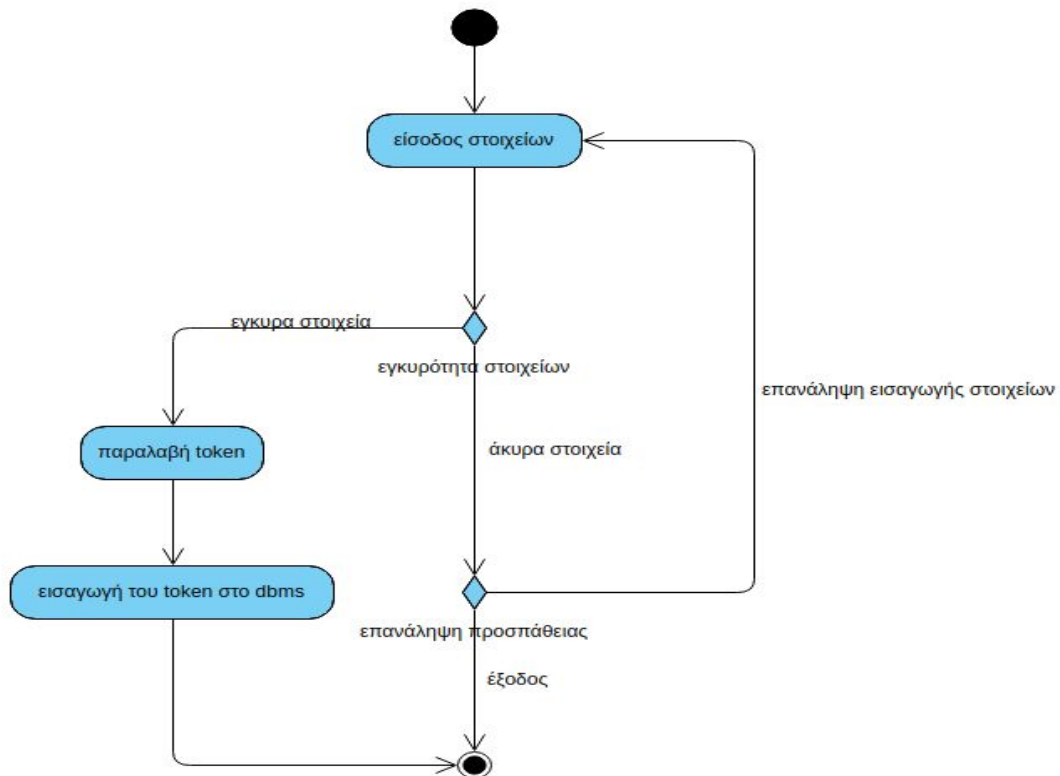 είσοδος στοιχείων
εγκυρα στοιχεία
εγκυρότητα στοιχείων
επανάληψη εισαγωγής στοιχείων
παραλαβή token
άκυρα στοιχεία
εισαγωγή του token στο dbms
επανάληψη προσπάθειας
έξοδος